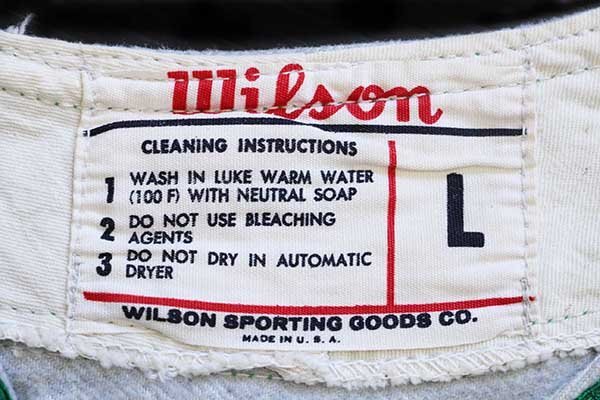 Wilson
CLEANING INSTRUCTIONS
1 WASH IN LUKE WARM WATER
(100 F) WITH NEUTRAL SOAP
2 DO NOT USE BLEACHING
AGENTS
3 DO NOT DRY IN AUTOMATIC
DRYER
L
WILSON SPORTING GOODS CO.
MADE IN U. S. A.